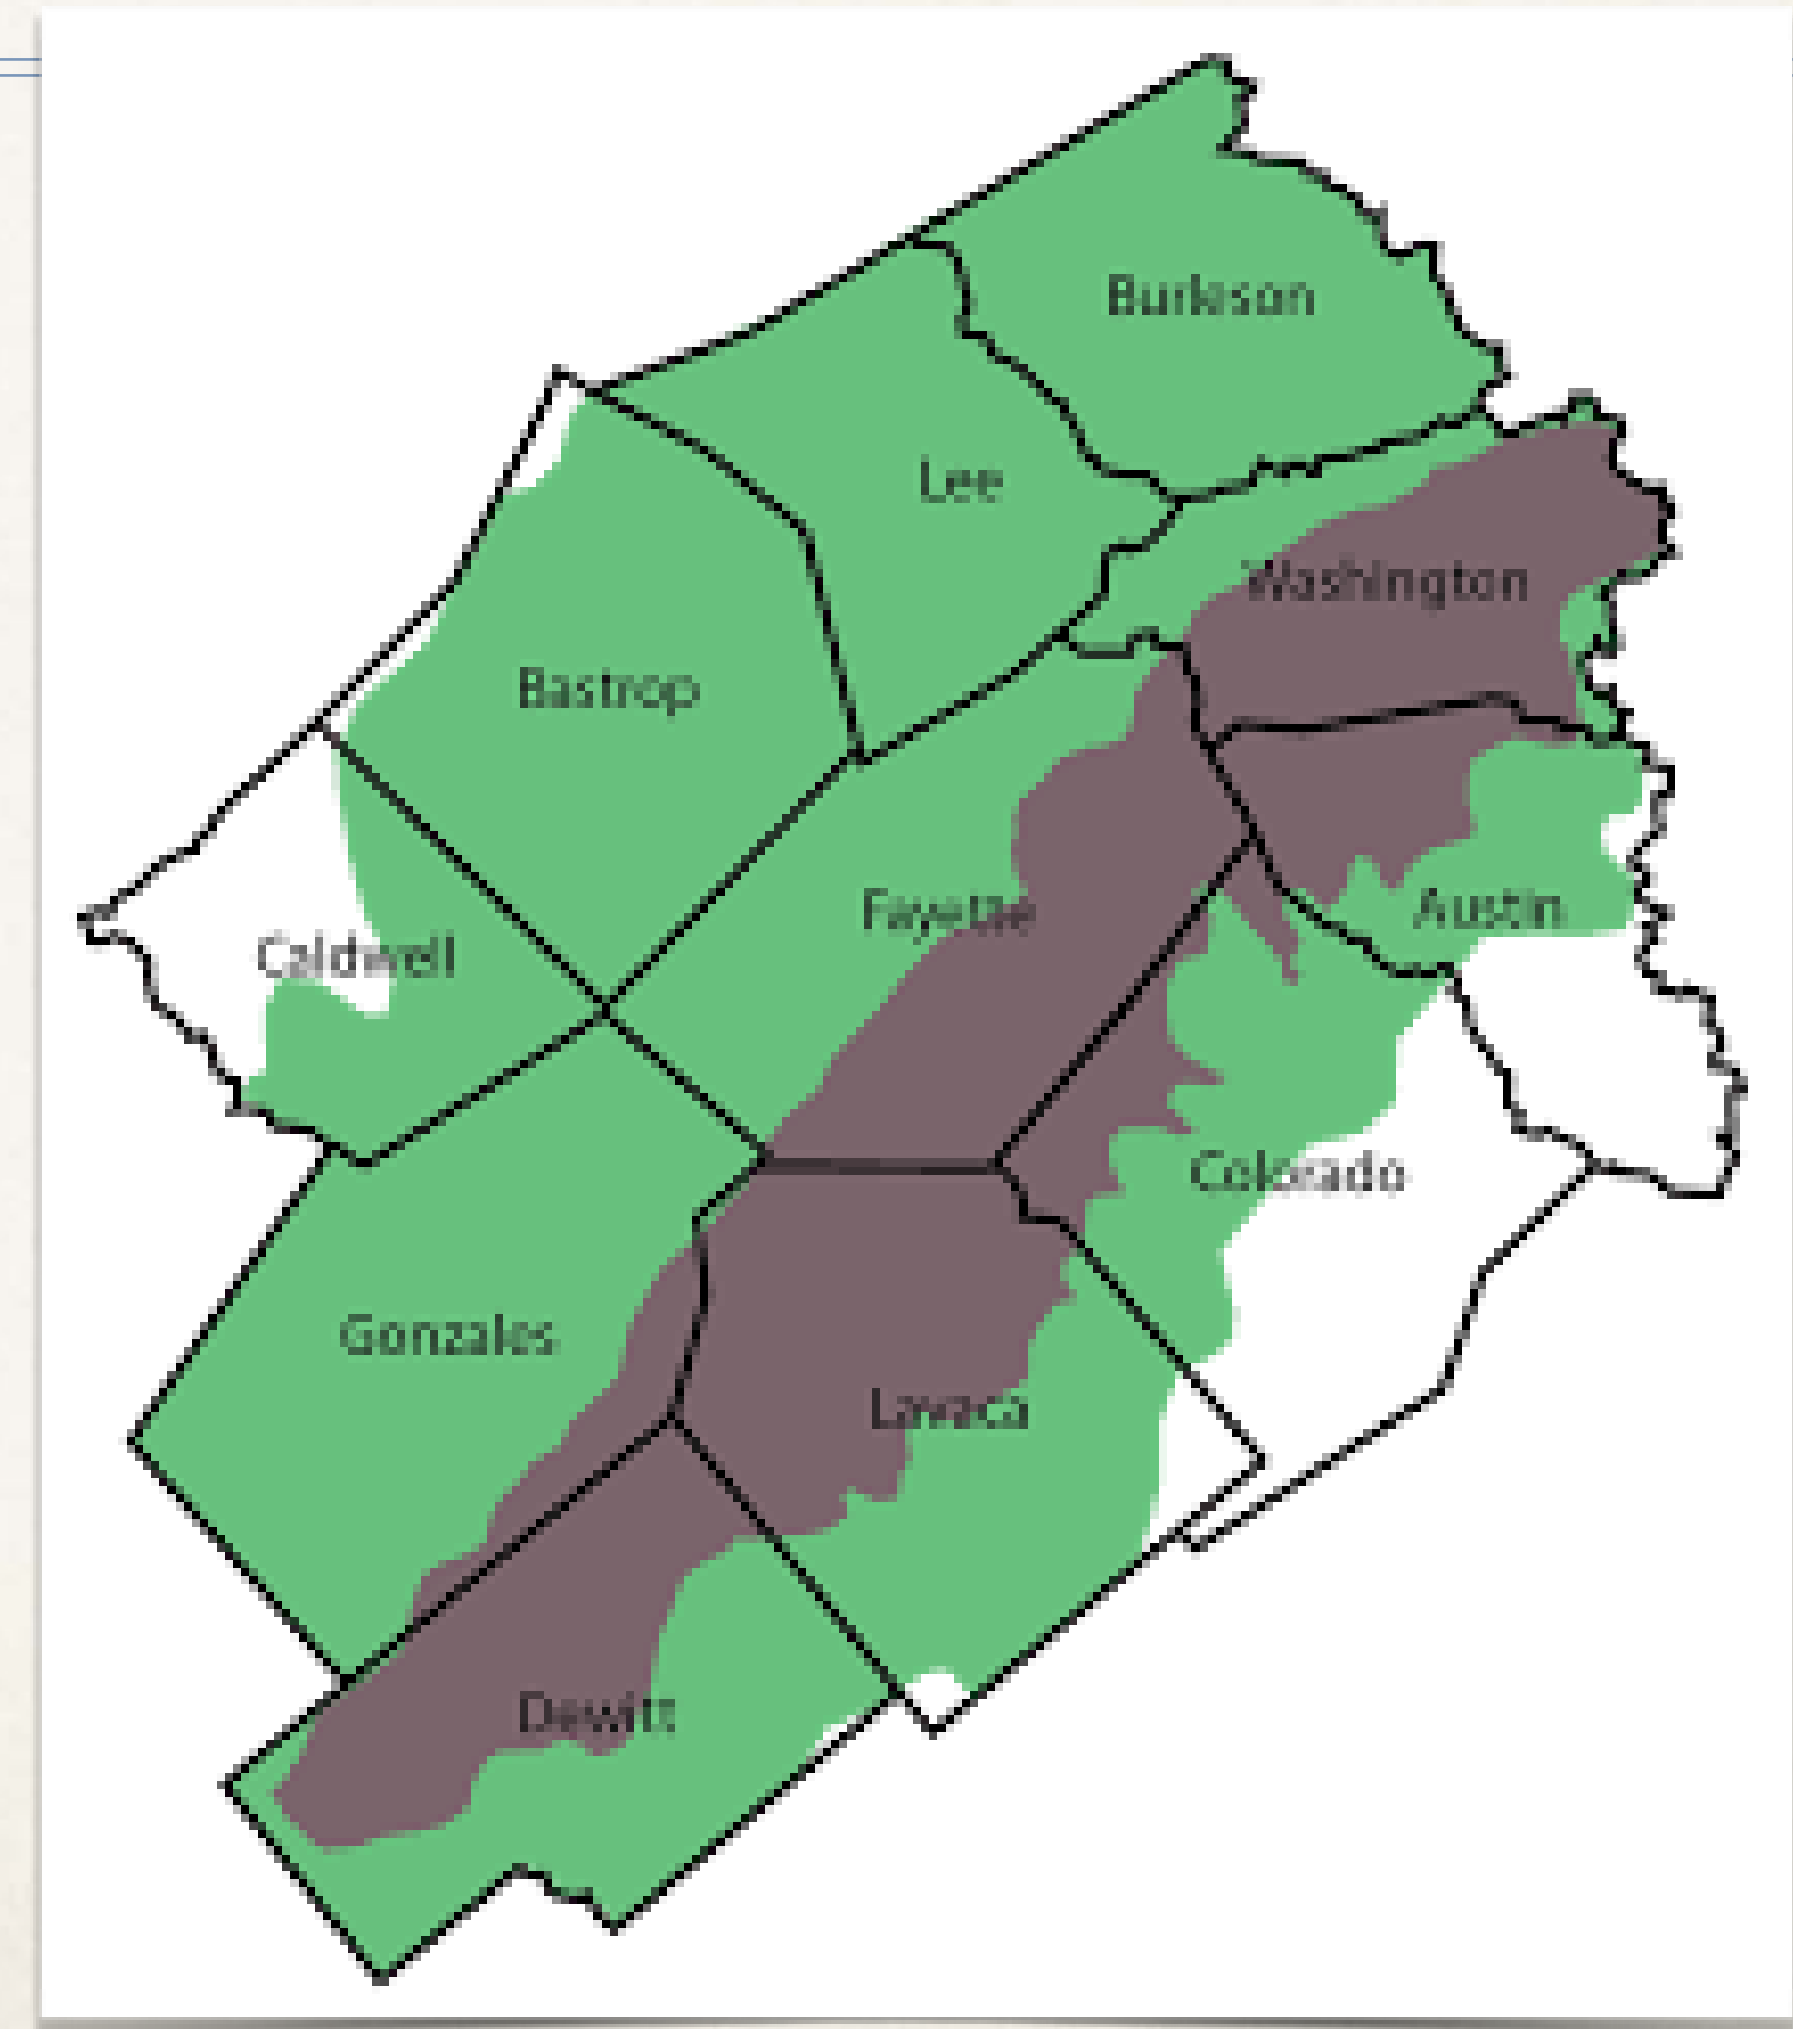 Burleson
Lee
Washington
Bastrop
Fayette
Austin
Caldwell
Colorado
Gonzales
Lavaca
Dewitt